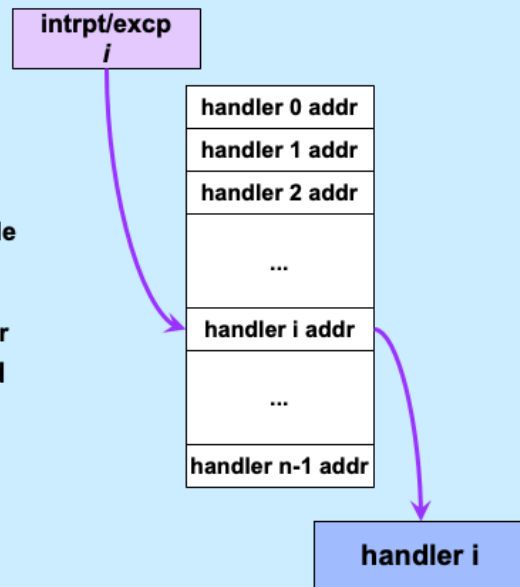 intrpt/excp
i
handler 0 addr
handler 1 addr
handler 2 addr
...
handler i addr
...
handler n-1 addr
handler i